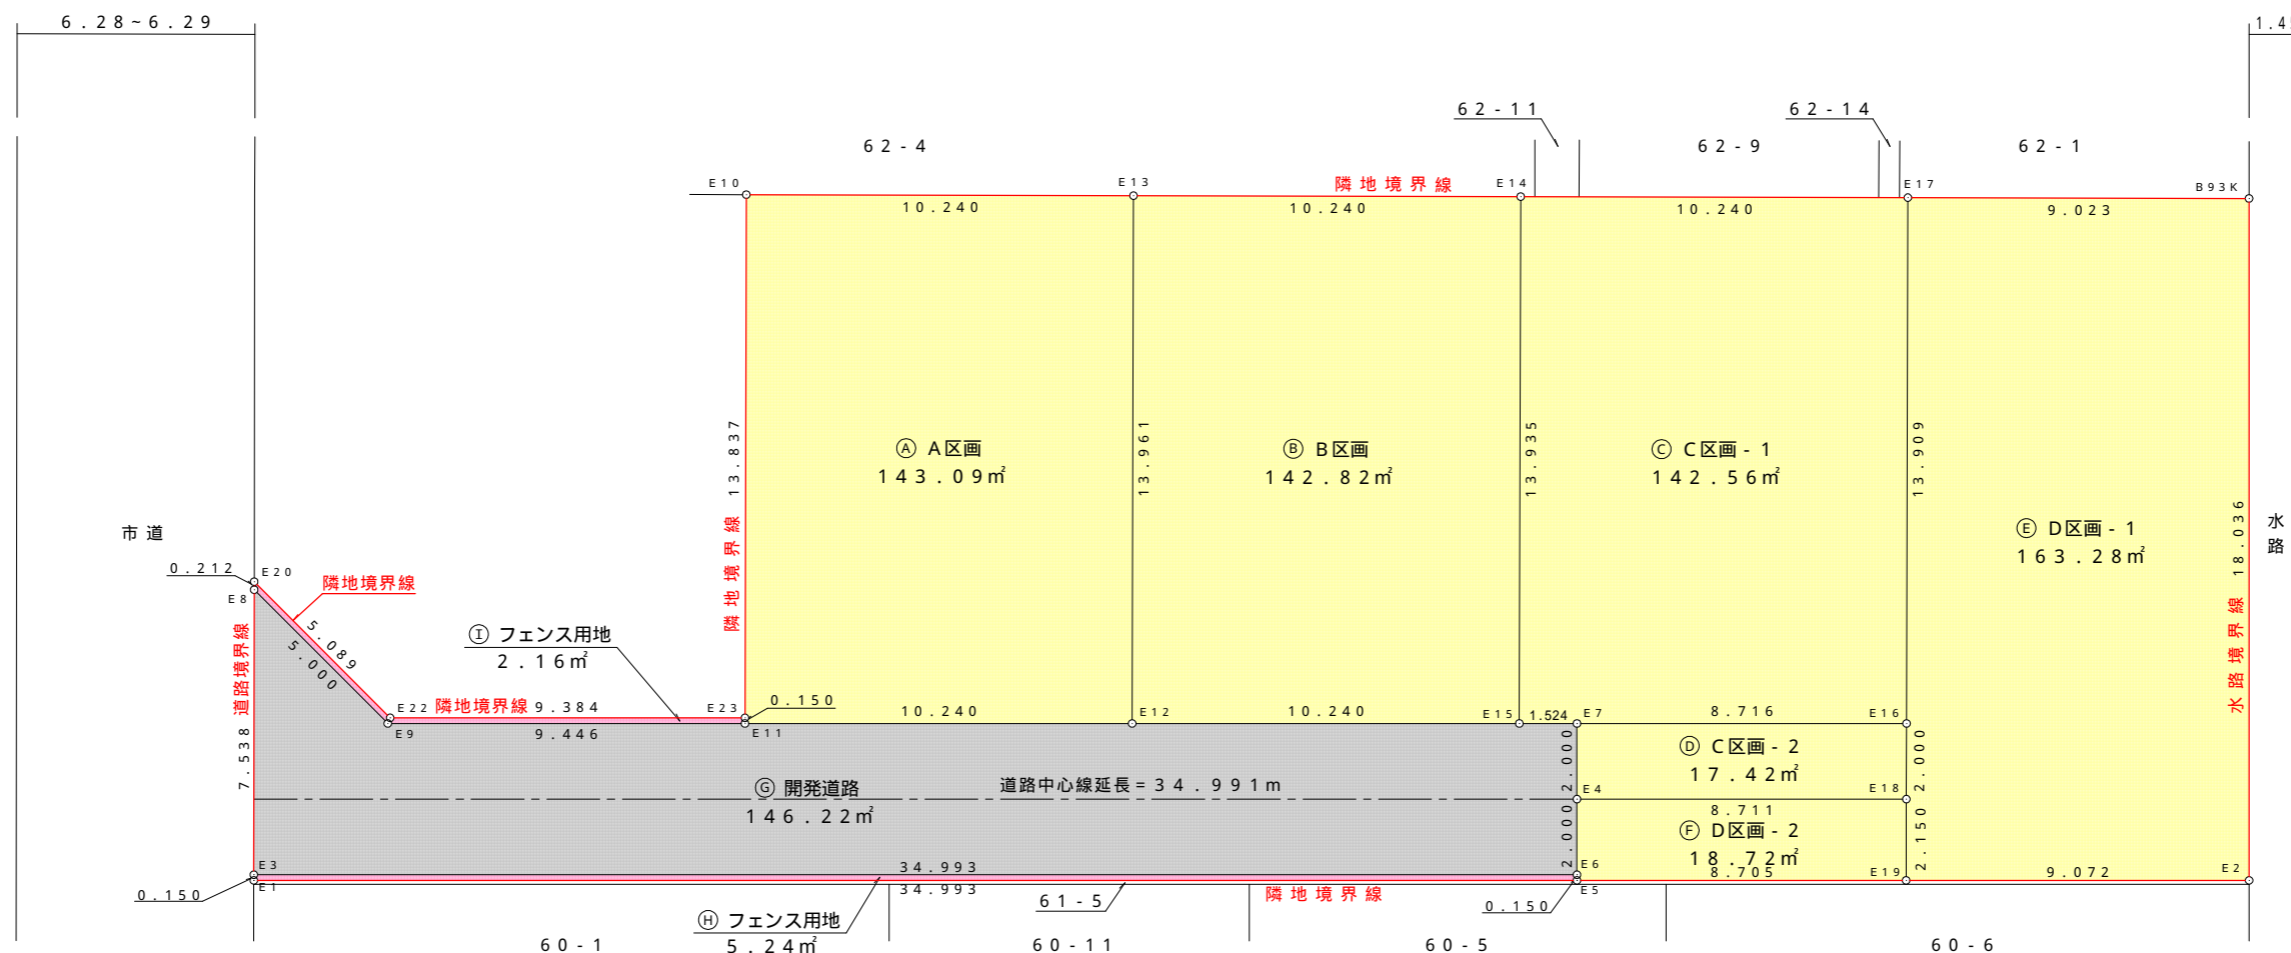 6.28~6.29
1.4
62-11
62-14
62-4
62-9
62-1
E10
E13
隣地境界線
E14
E17
B93K
10.240
10.240
10.240
9.023
13.837
隣地境界線
13.961
13.935
13.909
18.036
水路境界線
Ⓐ A区画
143.09㎡
Ⓑ B区画
142.82㎡
Ⓒ C区画-1
142.56㎡
Ⓔ D区画-1
163.28㎡
水路
市道
0.212
E20
隣地境界線
E8
5.089
5.000
道路境界線
7.538
Ⓘ フェンス用地
2.16㎡
E22
隣地境界線
9.384
E23
0.150
E9
9.446
E11
10.240
E12
10.240
E15
1.524
E7
8.716
E16
2.000
2.000
Ⓓ C区画-2
17.42㎡
2.000
2.150
Ⓖ 開発道路
146.22㎡
道路中心線延長=34.991m
E4
E18
8.711
Ⓕ D区画-2
18.72㎡
E3
34.993
E6
8.705
E19
9.072
E2
E1
34.993
E5
0.150
61-5
隣地境界線
0.150
Ⓗ フェンス用地
5.24㎡
60-1
60-11
60-5
60-6